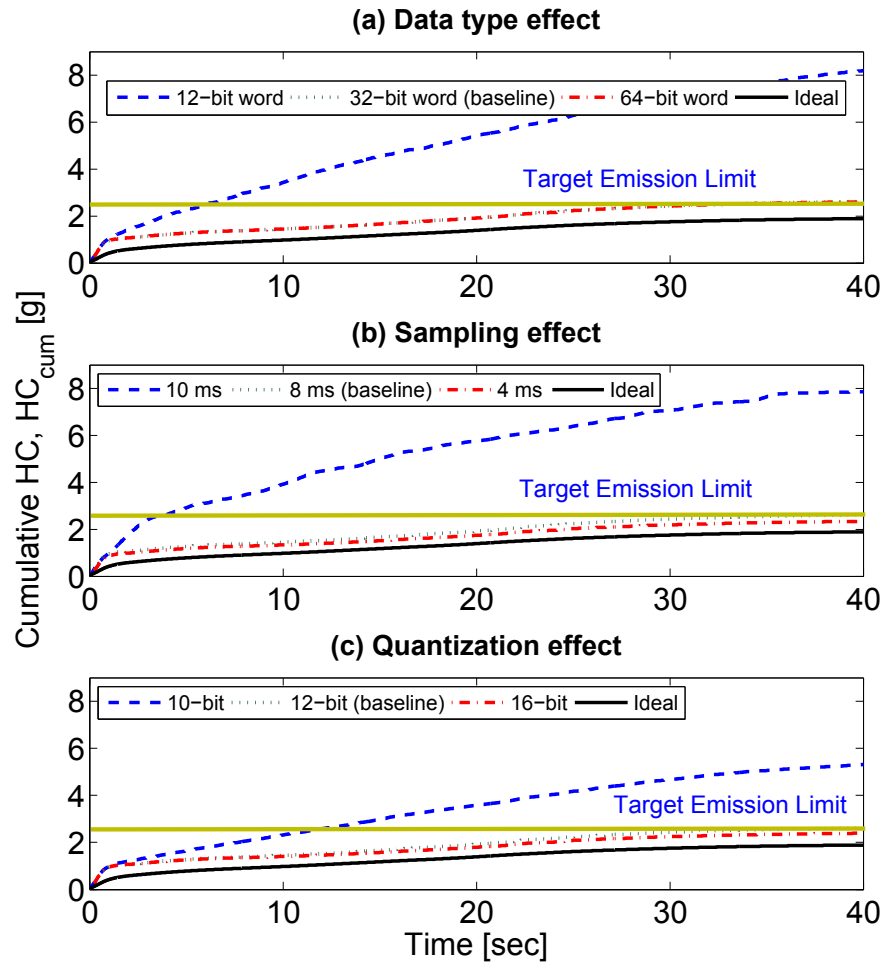 (a) Data type effect
8
6
4
2
0
12−bit word 32−bit word (baseline) 64−bit word Ideal
Target Emission Limit
0 10 20 30 40
(b) Sampling effect
8
6
4
2
0
10 ms 8 ms (baseline) 4 ms Ideal
Target Emission Limit
0 10 20 30 40
Cumulative HC, HCcum [g]
(c) Quantization effect
8
6
4
2
0
10−bit 12−bit (baseline) 16−bit Ideal
Target Emission Limit
0 10 20 30 40
Time [sec]